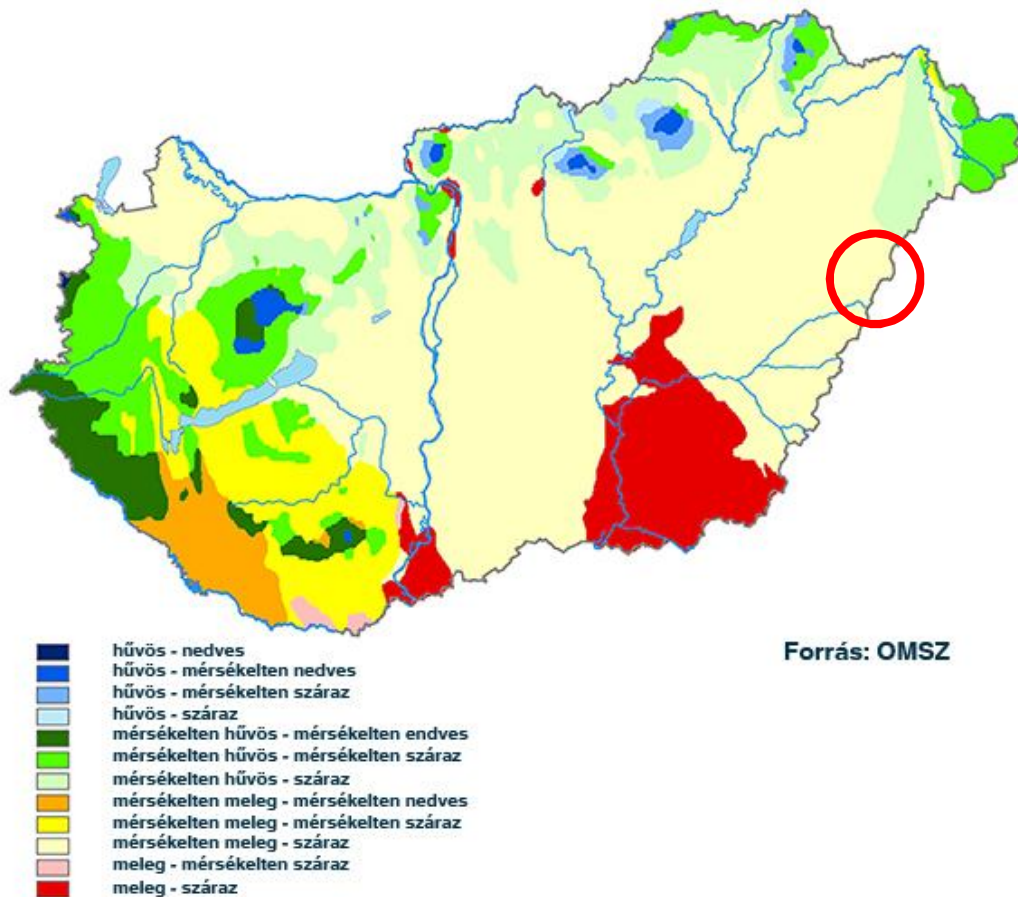 hűvös - nedves
hűvös - mérsékelten nedves
hűvös - mérsékelten száraz
hűvös - száraz
mérsékelten hűvös - mérsékelten endves
mérsékelten hűvös - mérsékelten száraz
mérsékelten hűvös - száraz
mérsékelten meleg - mérsékelten nedves
mérsékelten meleg - mérsékelten száraz
mérsékelten meleg - száraz
meleg - mérsékelten száraz
meleg - száraz
Forrás: OMSZ